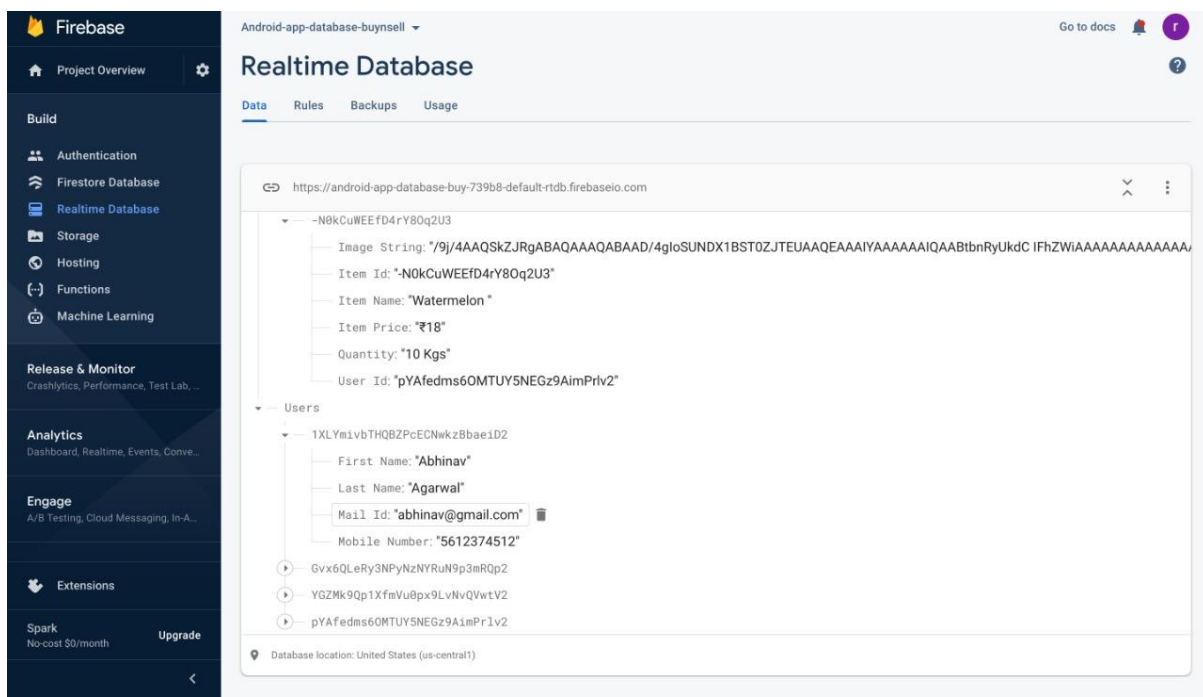 Firebase
Project Overview
Build
Authentication
Firestore Database
Realtime Database
Storage
Hosting
Functions
Machine Learning
Release & Monitor
Crashlytics, Performance, Test Lab, ...
Analytics
Dashboard, Realtime, Events, Conve...
Engage
A/B Testing, Cloud Messaging, In-A...
Extensions
Spark
No-cost $0/month
Upgrade
Android-app-database-buynsell
Go to docs
r
Realtime Database
Data Rules Backups Usage
https://android-app-database-buy-739b8-default-rtdb.firebaseio.com
-N0kCuWEEfD4rY8Oq2U3
Image String: "/9j/4AAQSkZJRgABAQAAAQABAAD/4gIoSUNDX1BST0ZJTEUAAQEAAAIYAAAAAAIQAABtbnRyUkdC IFhZWiAAAAAAAAAAAAAA
Item Id: "-N0kCuWEEfD4rY8Oq2U3"
Item Name: "Watermelon "
Item Price: "₹18"
Quantity: "10 Kgs"
User Id: "pYAfedms6OMTUY5NEGz9AimPrlv2"
Users
1XLYmivbTHQBZPcECNwkzBbaeiD2
First Name: "Abhinav"
Last Name: "Agarwal"
Mail Id: "abhinav@gmail.com"
Mobile Number: "5612374512"
Gvx6QLeRy3NPyNzNYRuN9p3mRQp2
YGZMk9Qp1XfmVu0px9LvNvQVwtV2
pYAfedms6OMTUY5NEGz9AimPrlv2
Database location: United States (us-central1)